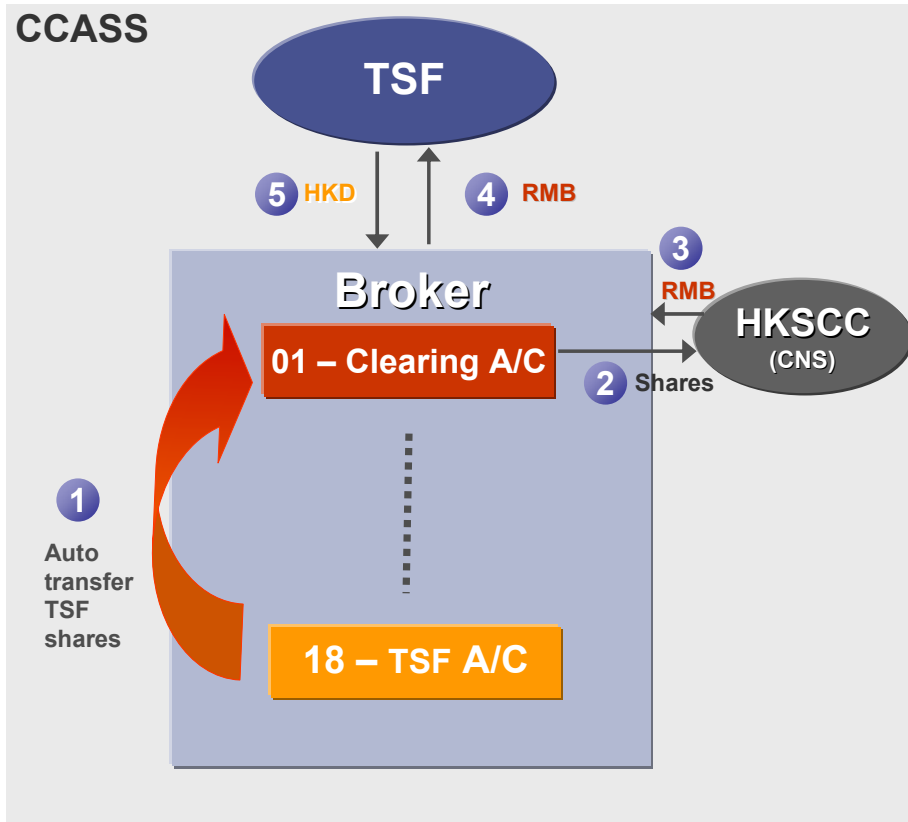 CCASS
TSF
5 HKD
4 RMB
3
RMB
Broker
HKSCC
(CNS)
01 – Clearing A/C
2 Shares
1
Auto
transfer
TSF
shares
18 – TSF A/C